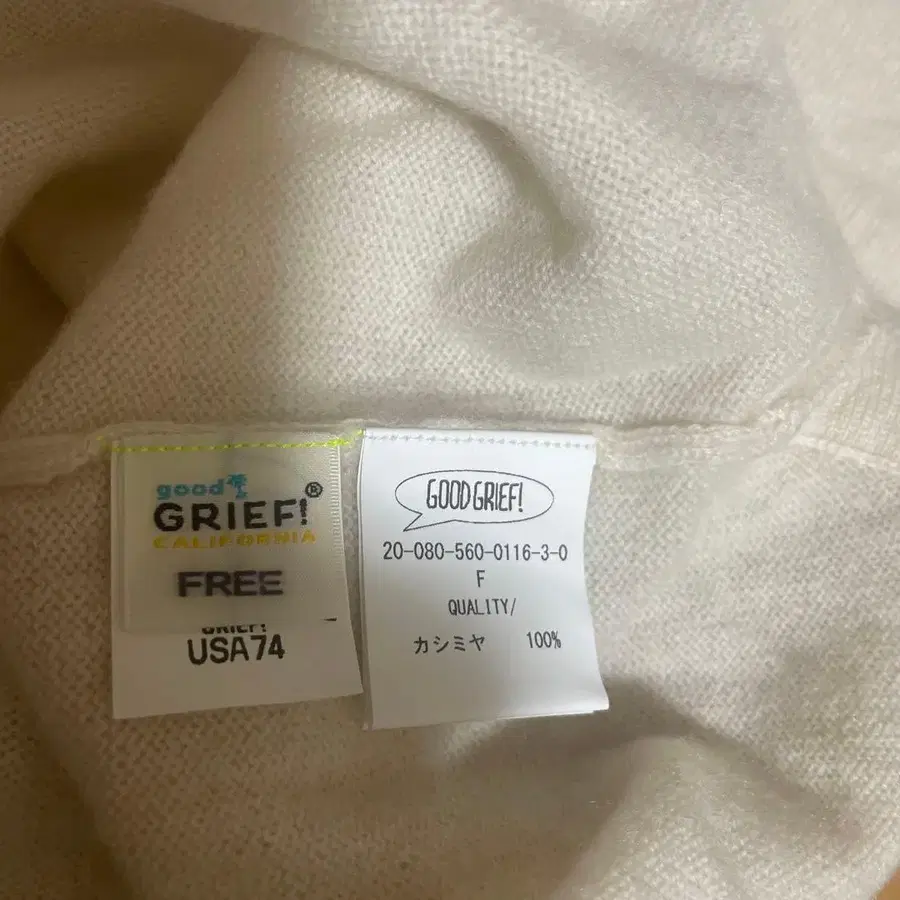 good
GRIEF!®
CALIFORNIA
FREE
GRIEF!
USA74
GOOD GRIEF!
20-080-560-0116-3-0
F
QUALITY/
カシミヤ 100%